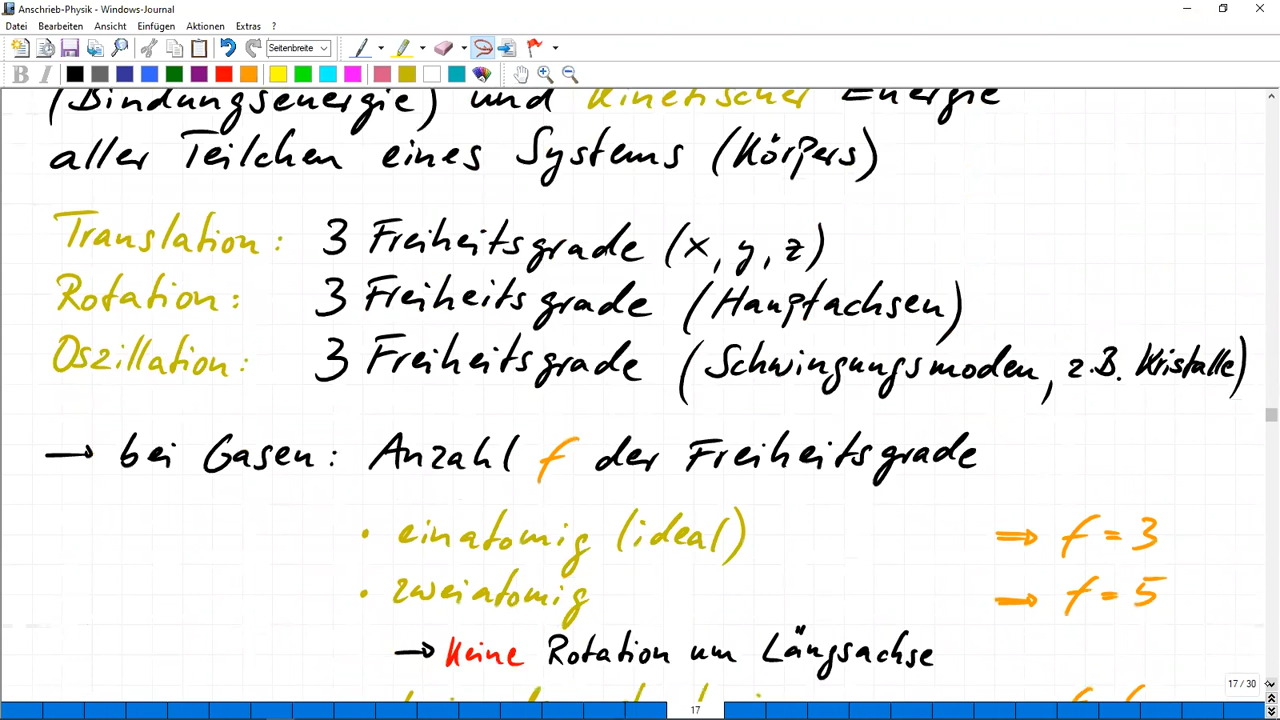 Anschrieb-Physik - Windows-Journal
Datei Bearbeiten Ansicht Einfügen Aktionen Extras ?
Seitenbreite
B I
(Bindungsenergie) und kinetischer Energie
aller Teilchen eines Systems (Körpers)
Translation: 3 Freiheitsgrade (x, y, z)
Rotation: 3 Freiheitsgrade (Hauptachsen)
Oszillation: 3 Freiheitsgrade (Schwingungsmoden, z.B. Kristalle)
→ bei Gasen: Anzahl f der Freiheitsgrade
• einatomig (ideal) ⇒ f = 3
• zweiatomig ⇒ f = 5
→ Keine Rotation um Längsachse
17 / 30
17